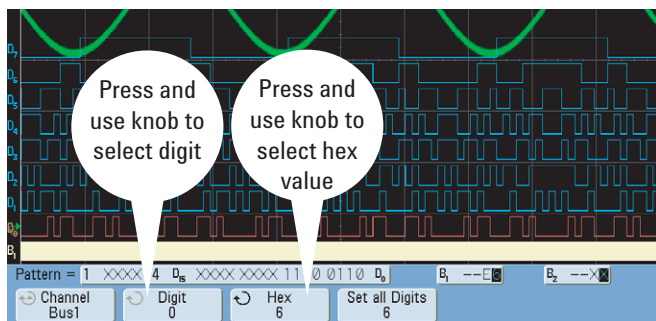 Press and
use knob to
select digit
Press and
use knob to
select hex
value
D7
D6
D5
D4
D3
D2
D1
D0
B1
Pattern = 1 XXXX 4 D15 XXXX XXXX 11 0 0110 D0 B1 --E6 B2 --XX
Channel
Bus1
Digit
0
Hex
6
Set all Digits
6